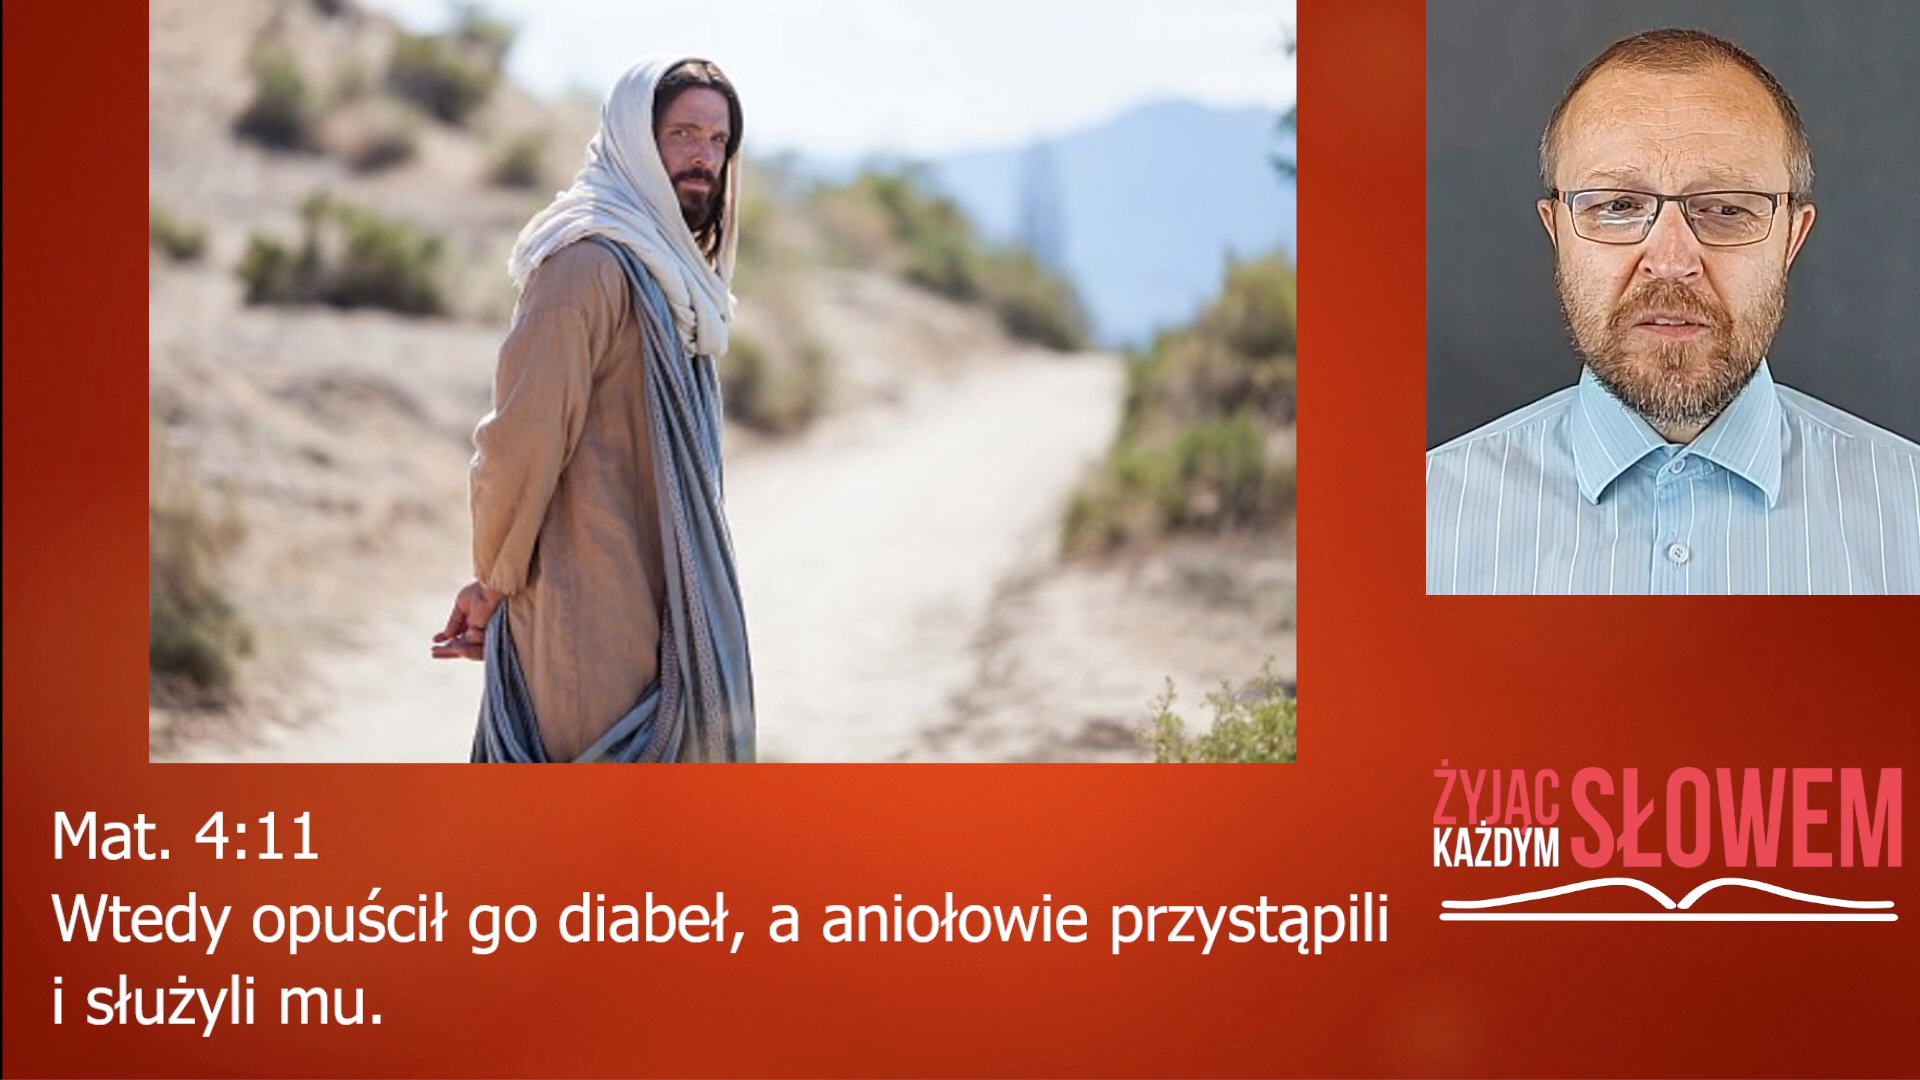 Mat. 4:11
Wtedy opuścił go diabeł, a aniołowie przystąpili
i służyli mu.
ŻYJĄC
KAŻDYM
SŁOWEM